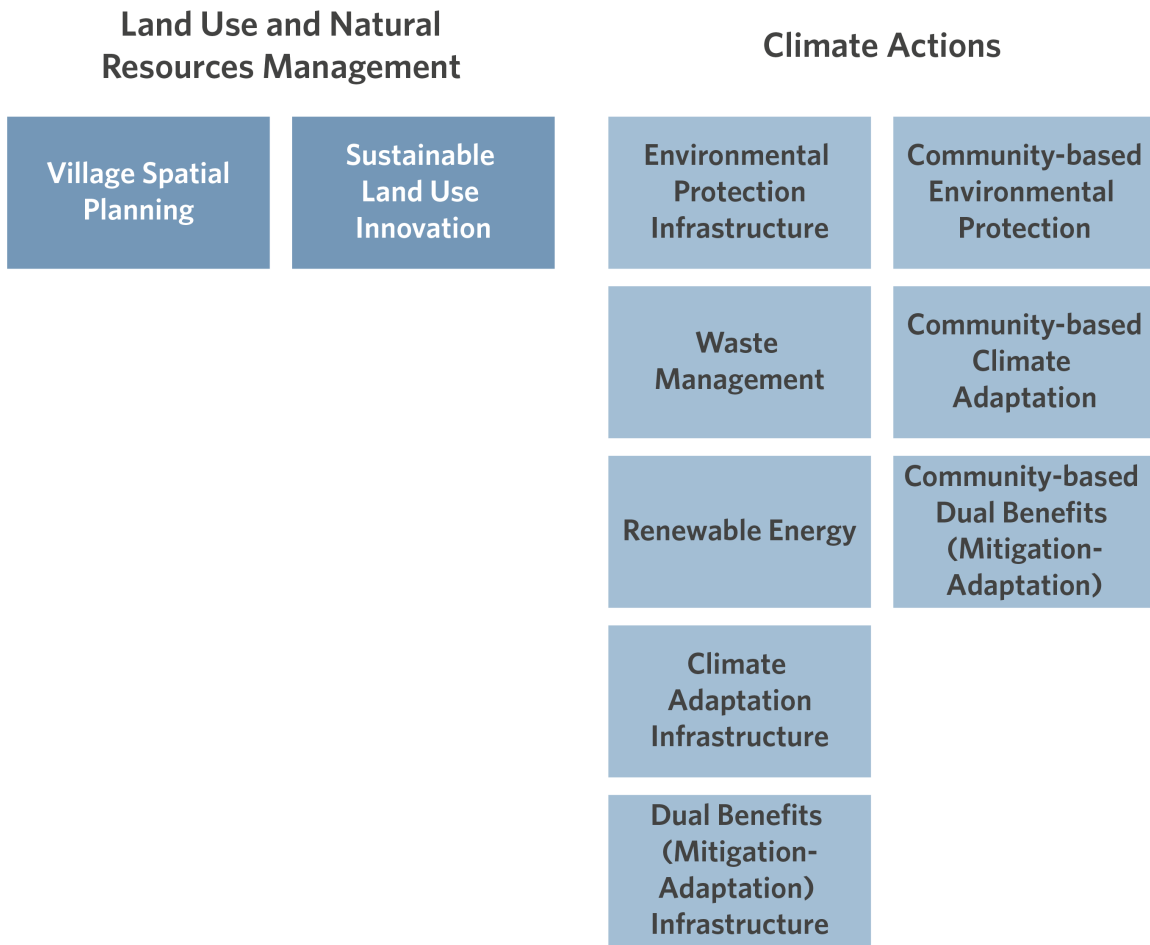 Land Use and Natural
Resources Management
Village Spatial
Planning
Sustainable
Land Use
Innovation
Climate Actions
Environmental
Protection
Infrastructure
Community-based
Environmental
Protection
Waste
Management
Community-based
Climate
Adaptation
Renewable Energy
Community-based
Dual Benefits
(Mitigation-
Adaptation)
Climate
Adaptation
Infrastructure
Dual Benefits
(Mitigation-
Adaptation)
Infrastructure